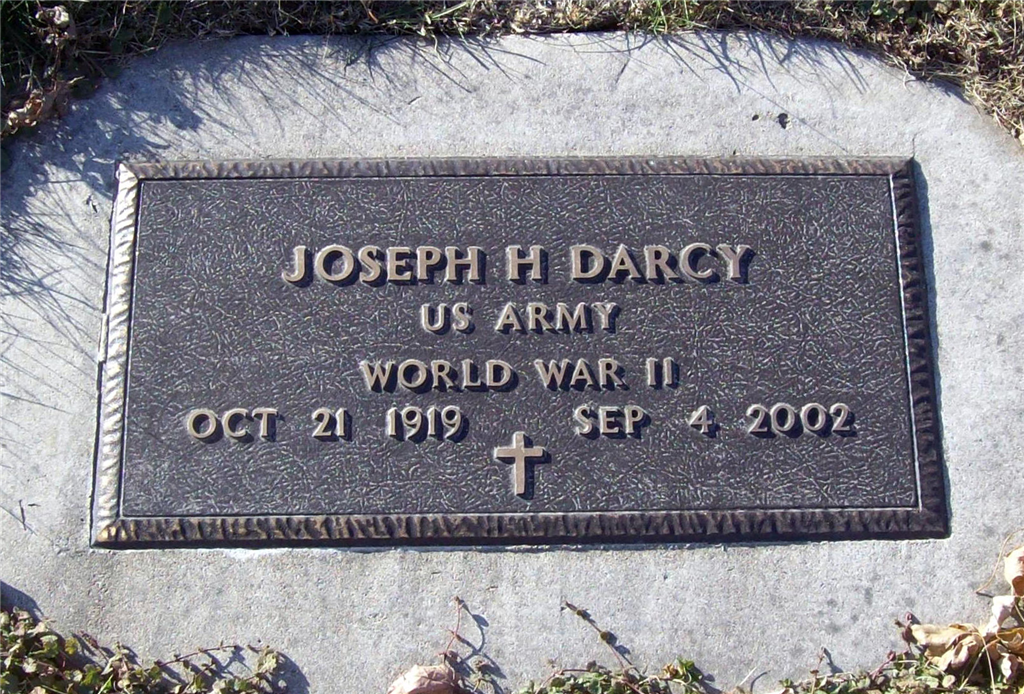 JOSEPH H DARCY
US ARMY
WORLD WAR II
OCT 21 1919 SEP 4 2002